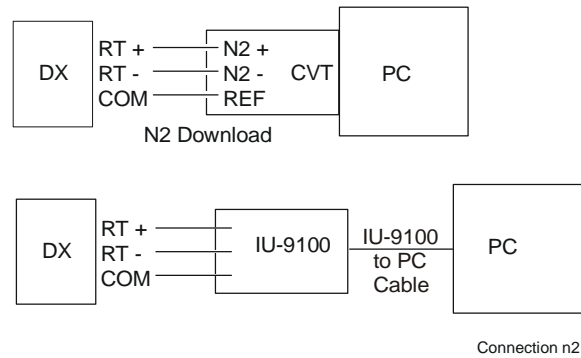 RT + N2 +
DX RT - N2 - CVT PC
COM REF
N2 Download
RT +
DX RT - IU-9100 IU-9100 PC
COM to PC
Cable
Connection n2